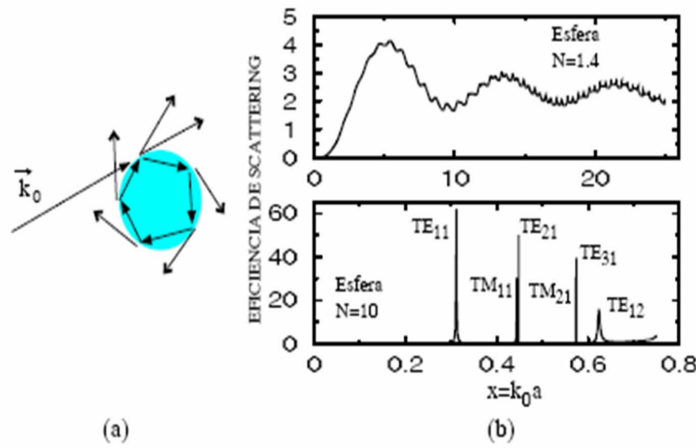 k₀
(a)
EFICIENCIA DE SCATTERING
5
4
3
2
1
0
Esfera
N=1.4
0
10
20
60
40
20
0
TE₁₁
TE₂₁
TE₃₁
TM₁₁
TM₂₁
TE₁₂
Esfera
N=10
0
0.2
0.4
0.6
0.8
x=k₀a
(b)